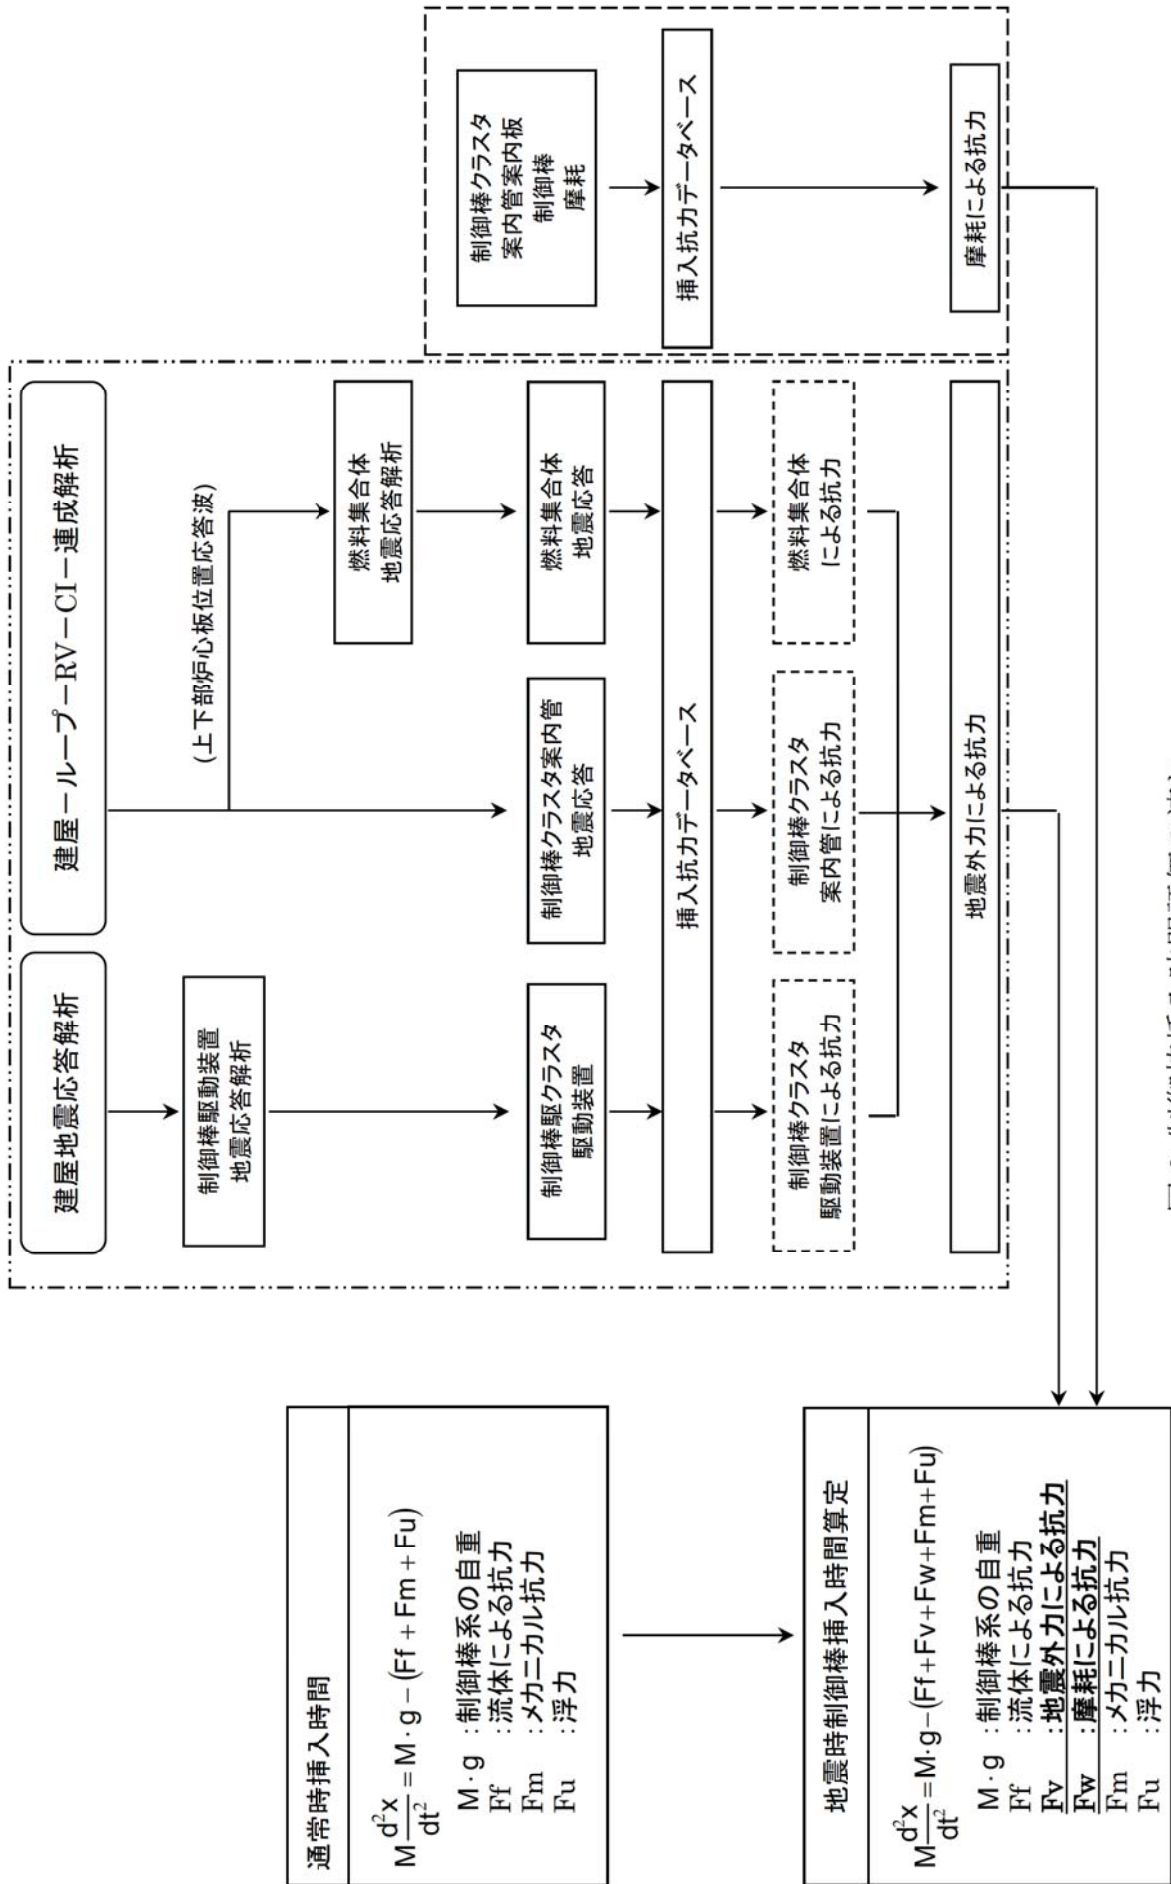 通常時挿入時間
M d²x/dt² = M・g − (Ff + Fm + Fu)
M・g :制御棒系の自重
Ff :流体による抗力
Fm :メカニカル抗力
Fu :浮力
地震時制御棒挿入時間算定
M d²x/dt² = M・g−(Ff+Fv+Fw+Fm+Fu)
M・g :制御棒系の自重
Ff :流体による抗力
Fv :地震外力による抗力
Fw :摩耗による抗力
Fm :メカニカル抗力
Fu :浮力
建屋地震応答解析
建屋−ループ−RV−CI−連成解析
制御棒駆動装置
地震応答解析
(上下部炉心板位置応答波)
燃料集合体
地震応答解析
制御棒駆クラスタ
駆動装置
制御棒クラスタ案内管
地震応答
燃料集合体
地震応答
挿入抗力データベース
制御棒クラスタ
駆動装置による抗力
制御棒クラスタ
案内管による抗力
燃料集合体
による抗力
地震外力による抗力
制御棒クラスタ
案内管案内板
制御棒
摩耗
挿入抗力データベース
摩耗による抗力